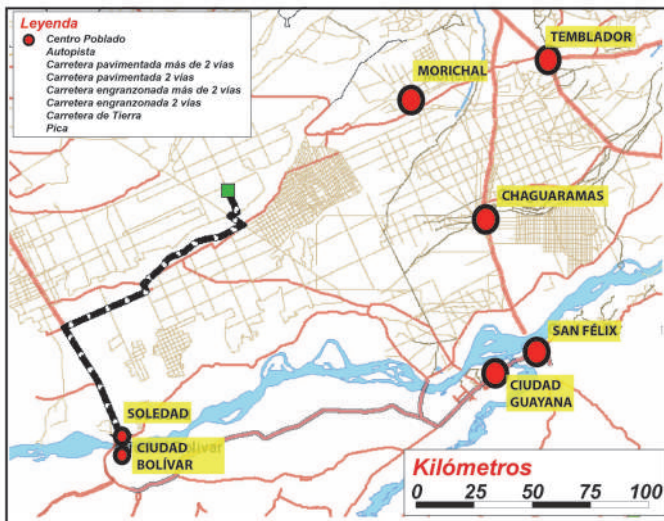 Leyenda
Centro Poblado
Autopista
Carretera pavimentada más de 2 vías
Carretera pavimentada 2 vías
Carretera engranzonada más de 2 vías
Carretera engranzonada 2 vías
Carretera de Tierra
Pica
TEMBLADOR
MORICHAL
CHAGUARAMAS
SAN FÉLIX
CIUDAD
GUAYANA
SOLEDAD
CIUDAD
BOLÍVAR
Bolívar
Kilómetros
0 25 50 75 100